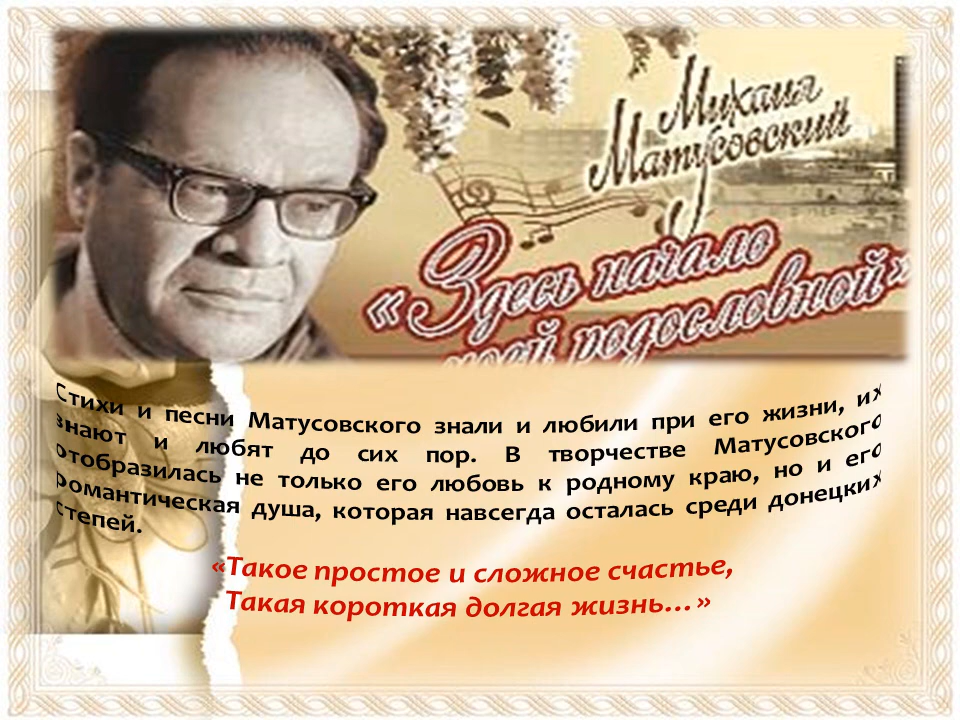 Михаил
Матусовский
«Здесь начало
моей родословной»
Стихи и песни Матусовского знали и любили при его жизни, их
знают и любят до сих пор. В творчестве Матусовского
отобразилась не только его любовь к родному краю, но и его
романтическая душа, которая навсегда осталась среди донецких
степей.
«Такое простое и сложное счастье,
Такая короткая долгая жизнь...»